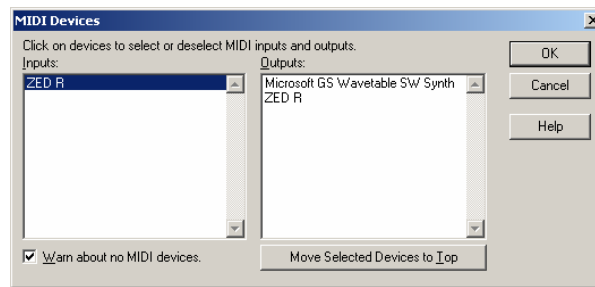 MIDI Devices
Click on devices to select or deselect MIDI inputs and outputs.
Inputs:
Outputs:
ZED R
Microsoft GS Wavetable SW Synth
ZED R
OK
Cancel
Help
Warn about no MIDI devices.
Move Selected Devices to Top